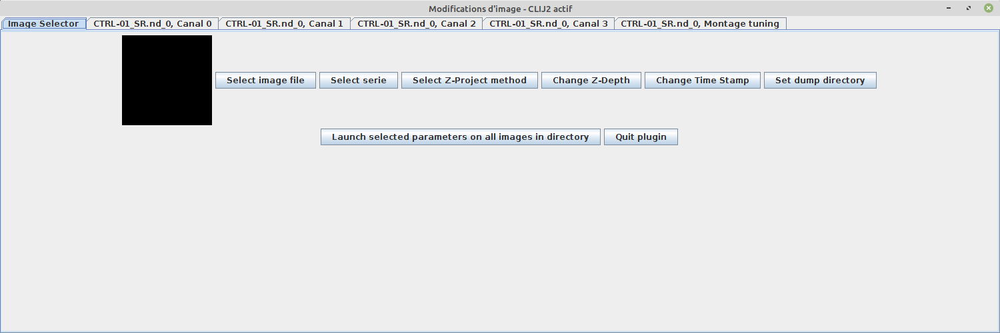 Modifications d'image - CLIJ2 actif
Image Selector CTRL-01_SR.nd_0, Canal 0 CTRL-01_SR.nd_0, Canal 1 CTRL-01_SR.nd_0, Canal 2 CTRL-01_SR.nd_0, Canal 3 CTRL-01_SR.nd_0, Montage tuning
Select image file Select serie Select Z-Project method Change Z-Depth Change Time Stamp Set dump directory
Launch selected parameters on all images in directory Quit plugin